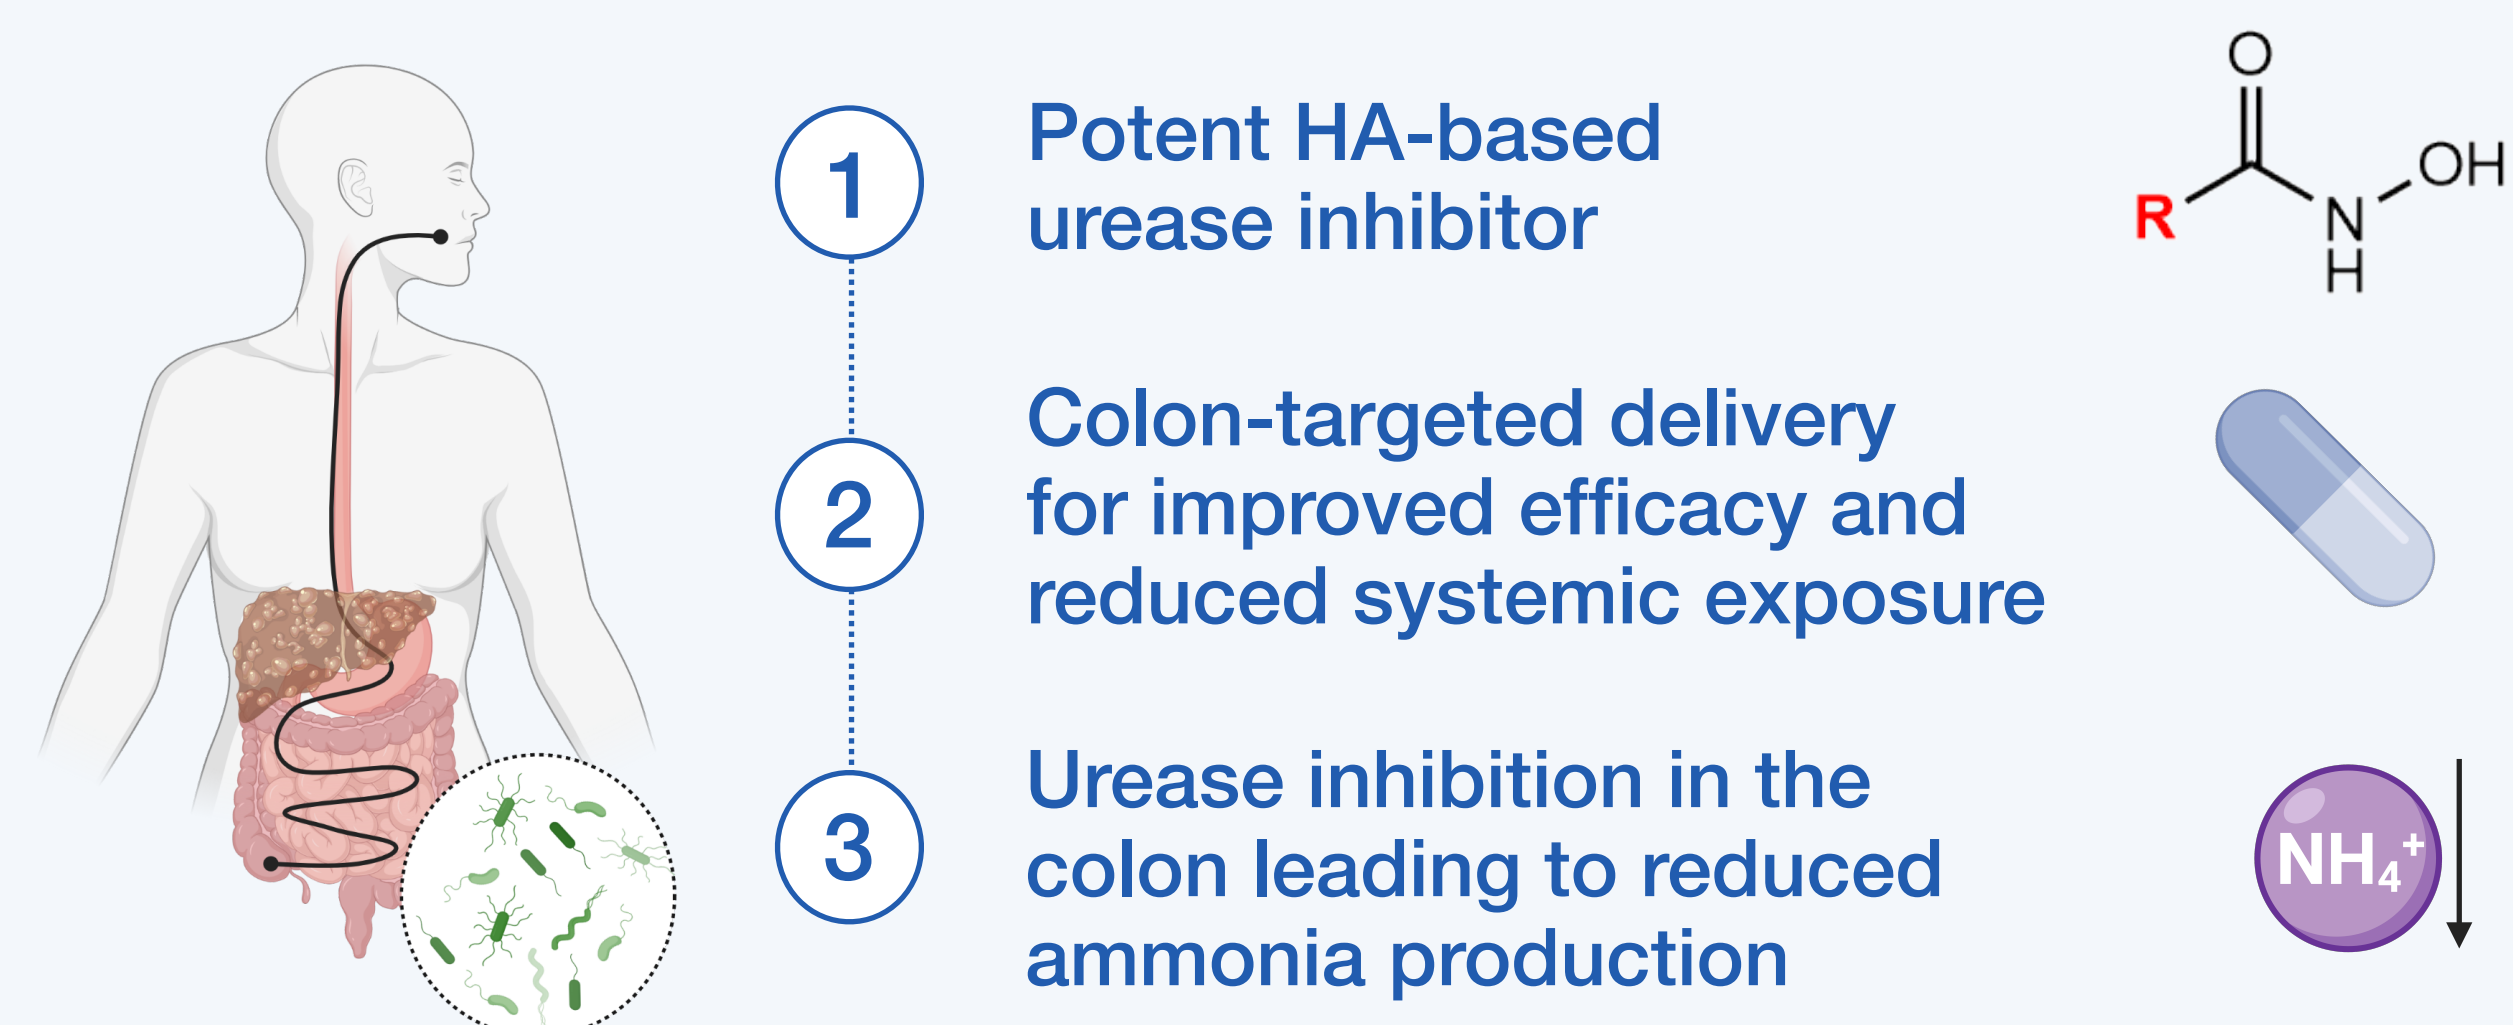 1
Potent HA-based
urease inhibitor
O
OH
R
N
H
2
Colon-targeted delivery
for improved efficacy and
reduced systemic exposure
3
Urease inhibition in the
colon leading to reduced
ammonia production
NH₄⁺